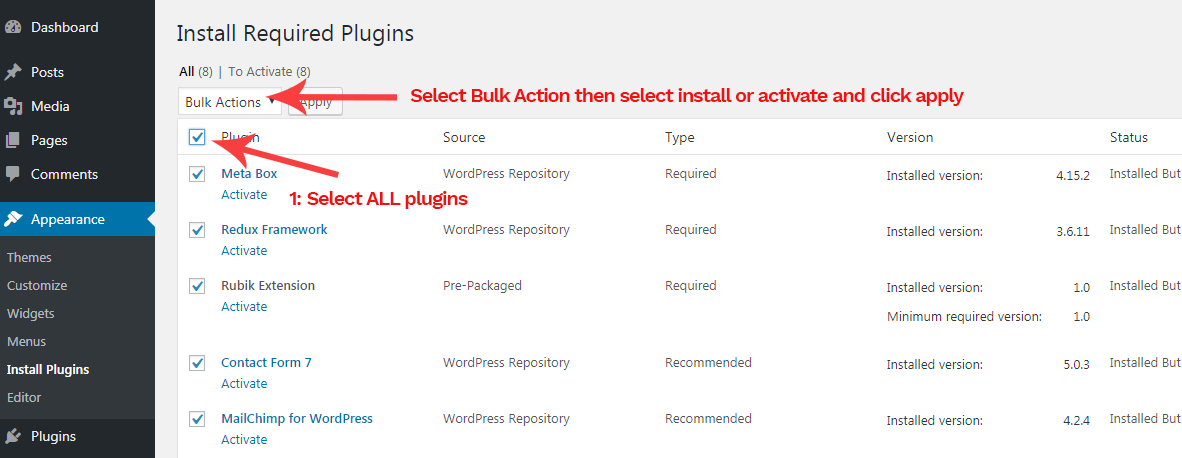 Dashboard
Posts
Media
Pages
Comments
Appearance
Themes
Customize
Widgets
Menus
Install Plugins
Editor
Plugins
Install Required Plugins
All (8) | To Activate (8)
Bulk Actions Apply
Select Bulk Action then select install or activate and click apply
Plugin Source Type Version Status
Meta Box WordPress Repository Required Installed version: 4.15.2 Installed But
Activate
1: Select ALL plugins
Redux Framework WordPress Repository Required Installed version: 3.6.11 Installed But
Activate
Rubik Extension Pre-Packaged Required Installed version: 1.0 Installed But
Activate
Minimum required version: 1.0
Contact Form 7 WordPress Repository Recommended Installed version: 5.0.3 Installed But
Activate
MailChimp for WordPress WordPress Repository Recommended Installed version: 4.2.4 Installed But
Activate